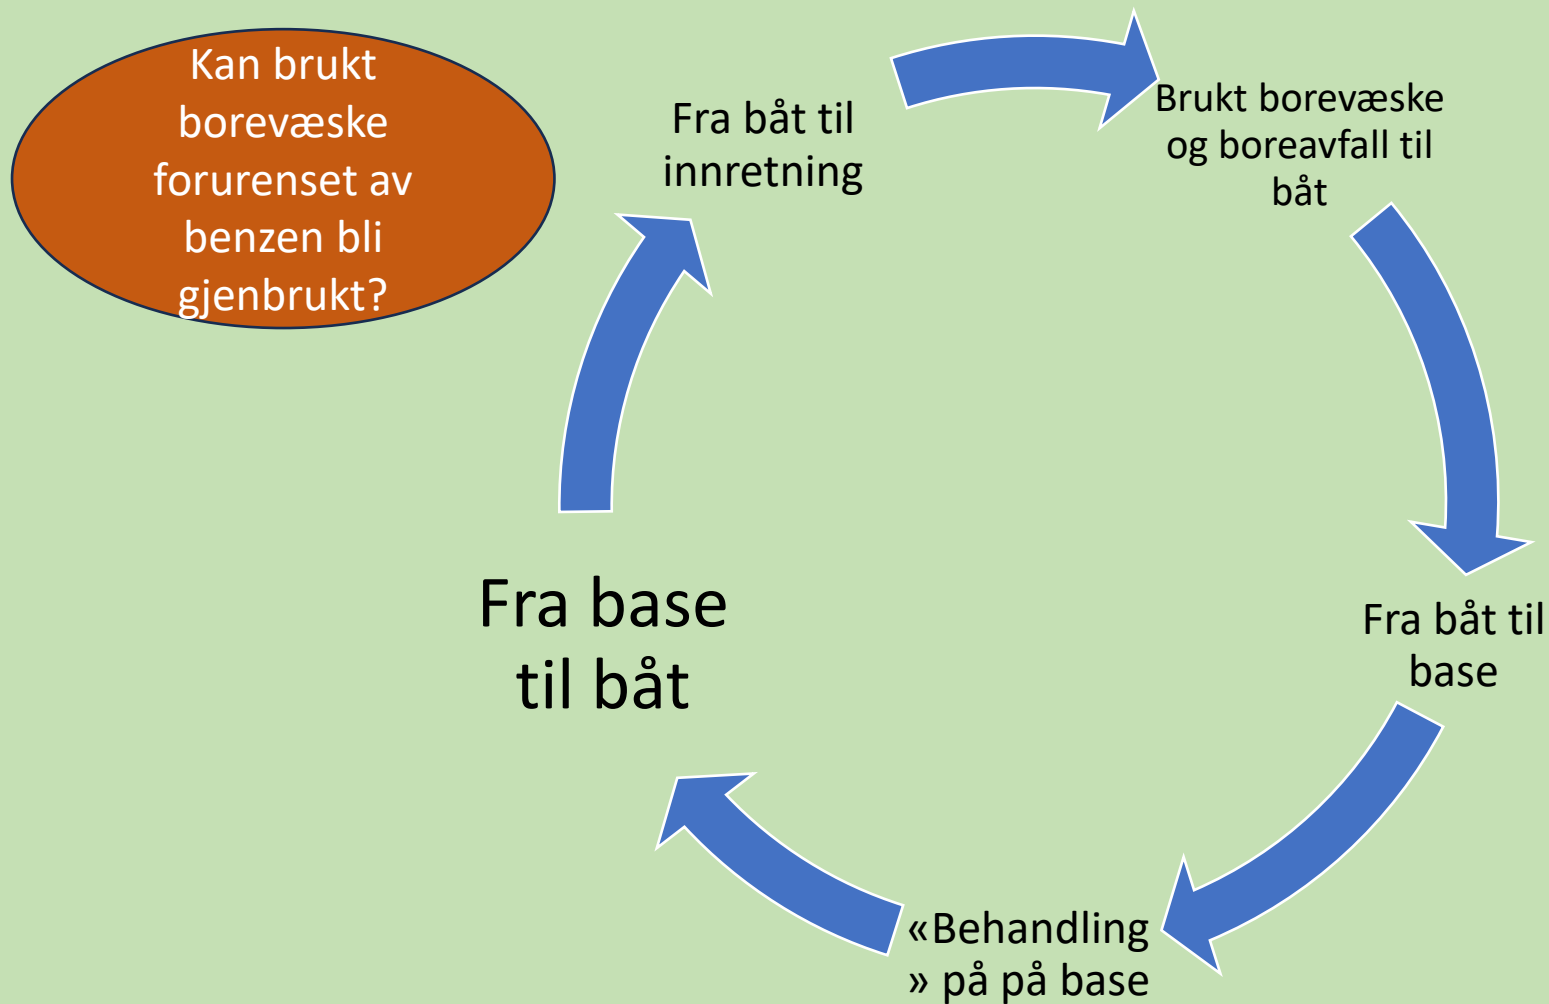 Kan brukt
borevæske
forurenset av
benzen bli
gjenbrukt?
Fra båt til
innretning
Brukt borevæske
og boreavfall til
båt
Fra båt til
base
«Behandling
» på på base
Fra base
til båt